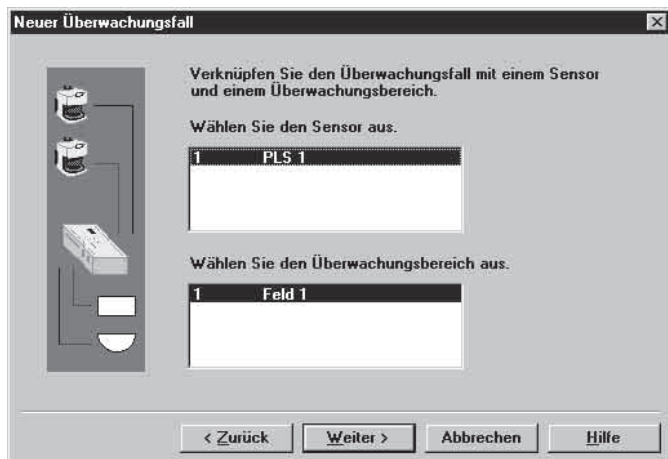 Neuer Überwachungsfall
Verknüpfen Sie den Überwachungsfall mit einem Sensor
und einem Überwachungsbereich.
Wählen Sie den Sensor aus.
1 PLS 1
Wählen Sie den Überwachungsbereich aus.
1 Feld 1
< Zurück Weiter > Abbrechen Hilfe